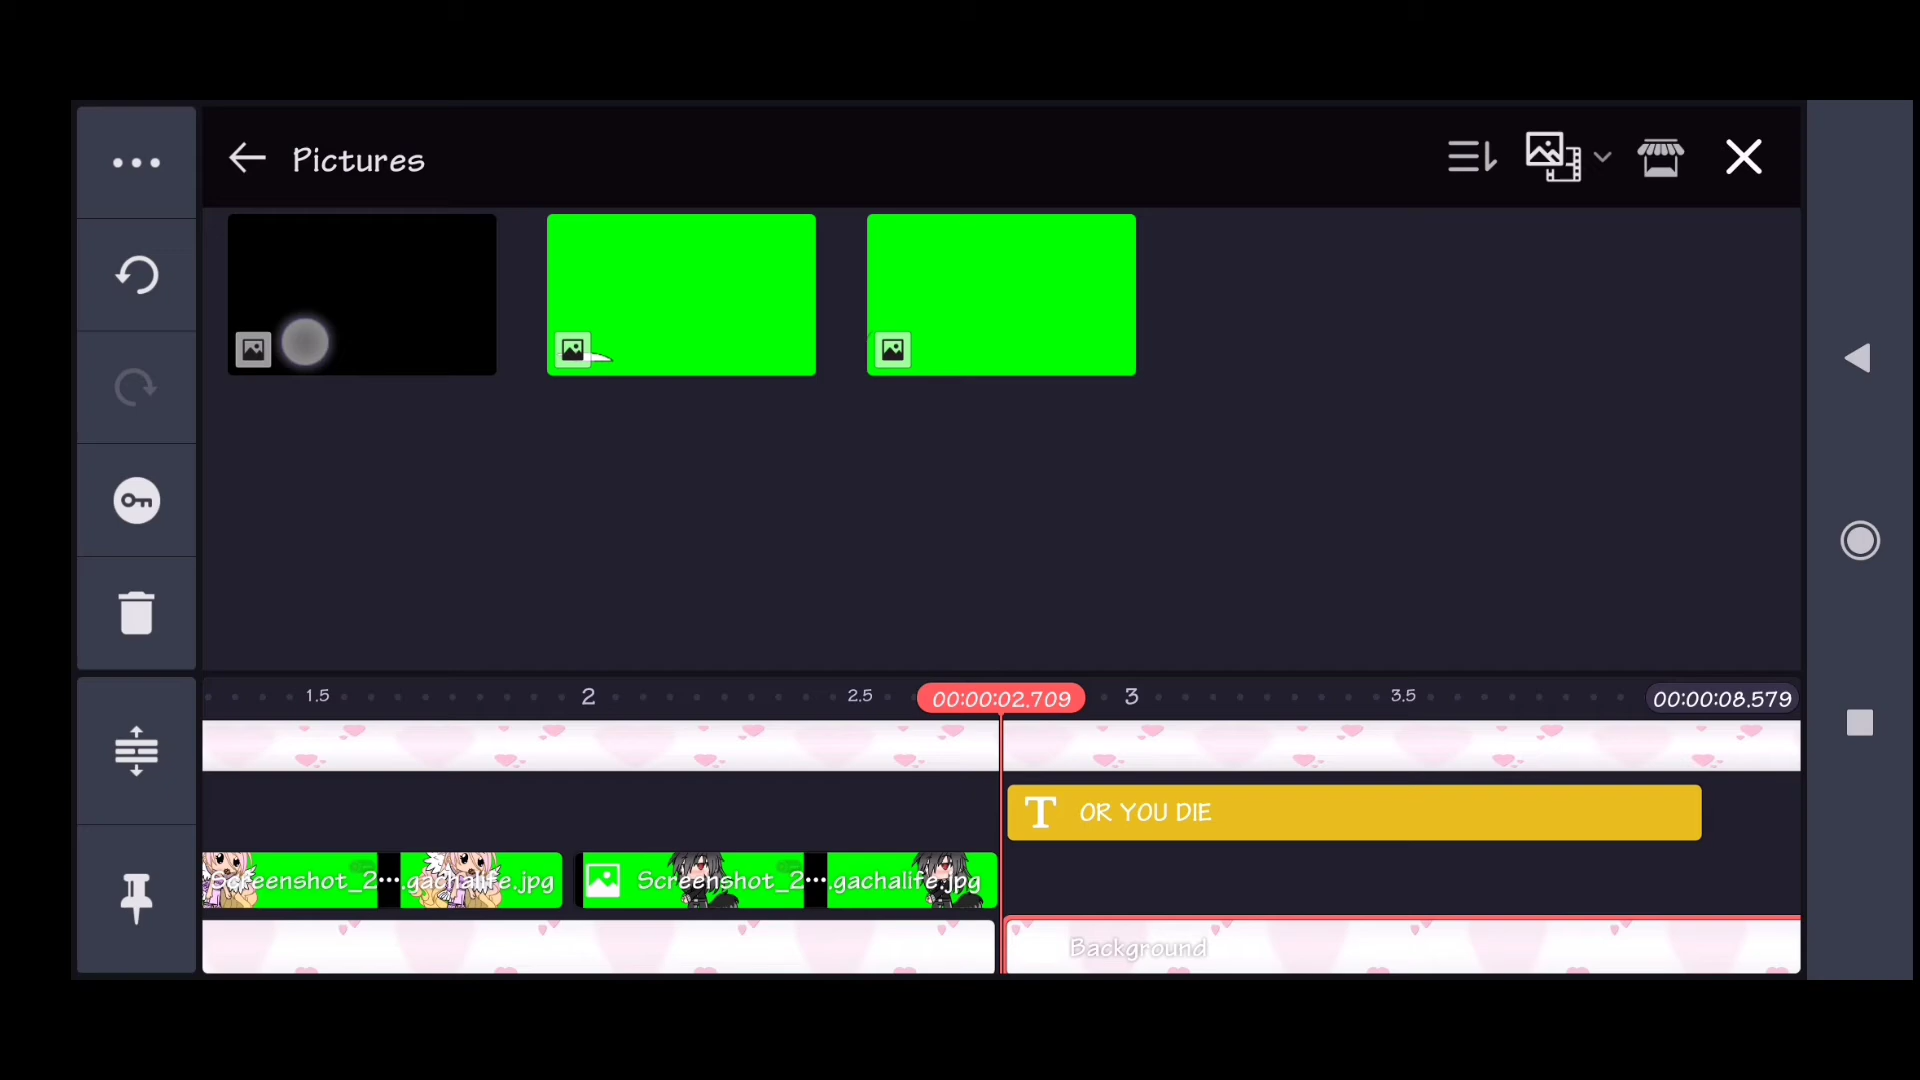 Pictures
1.5 2 2.5 00:00:02.709 3 3.5 00:00:08.579
T OR YOU DIE
Screenshot_2•••.gachalife.jpg Screenshot_2•••.gachalife.jpg
Background